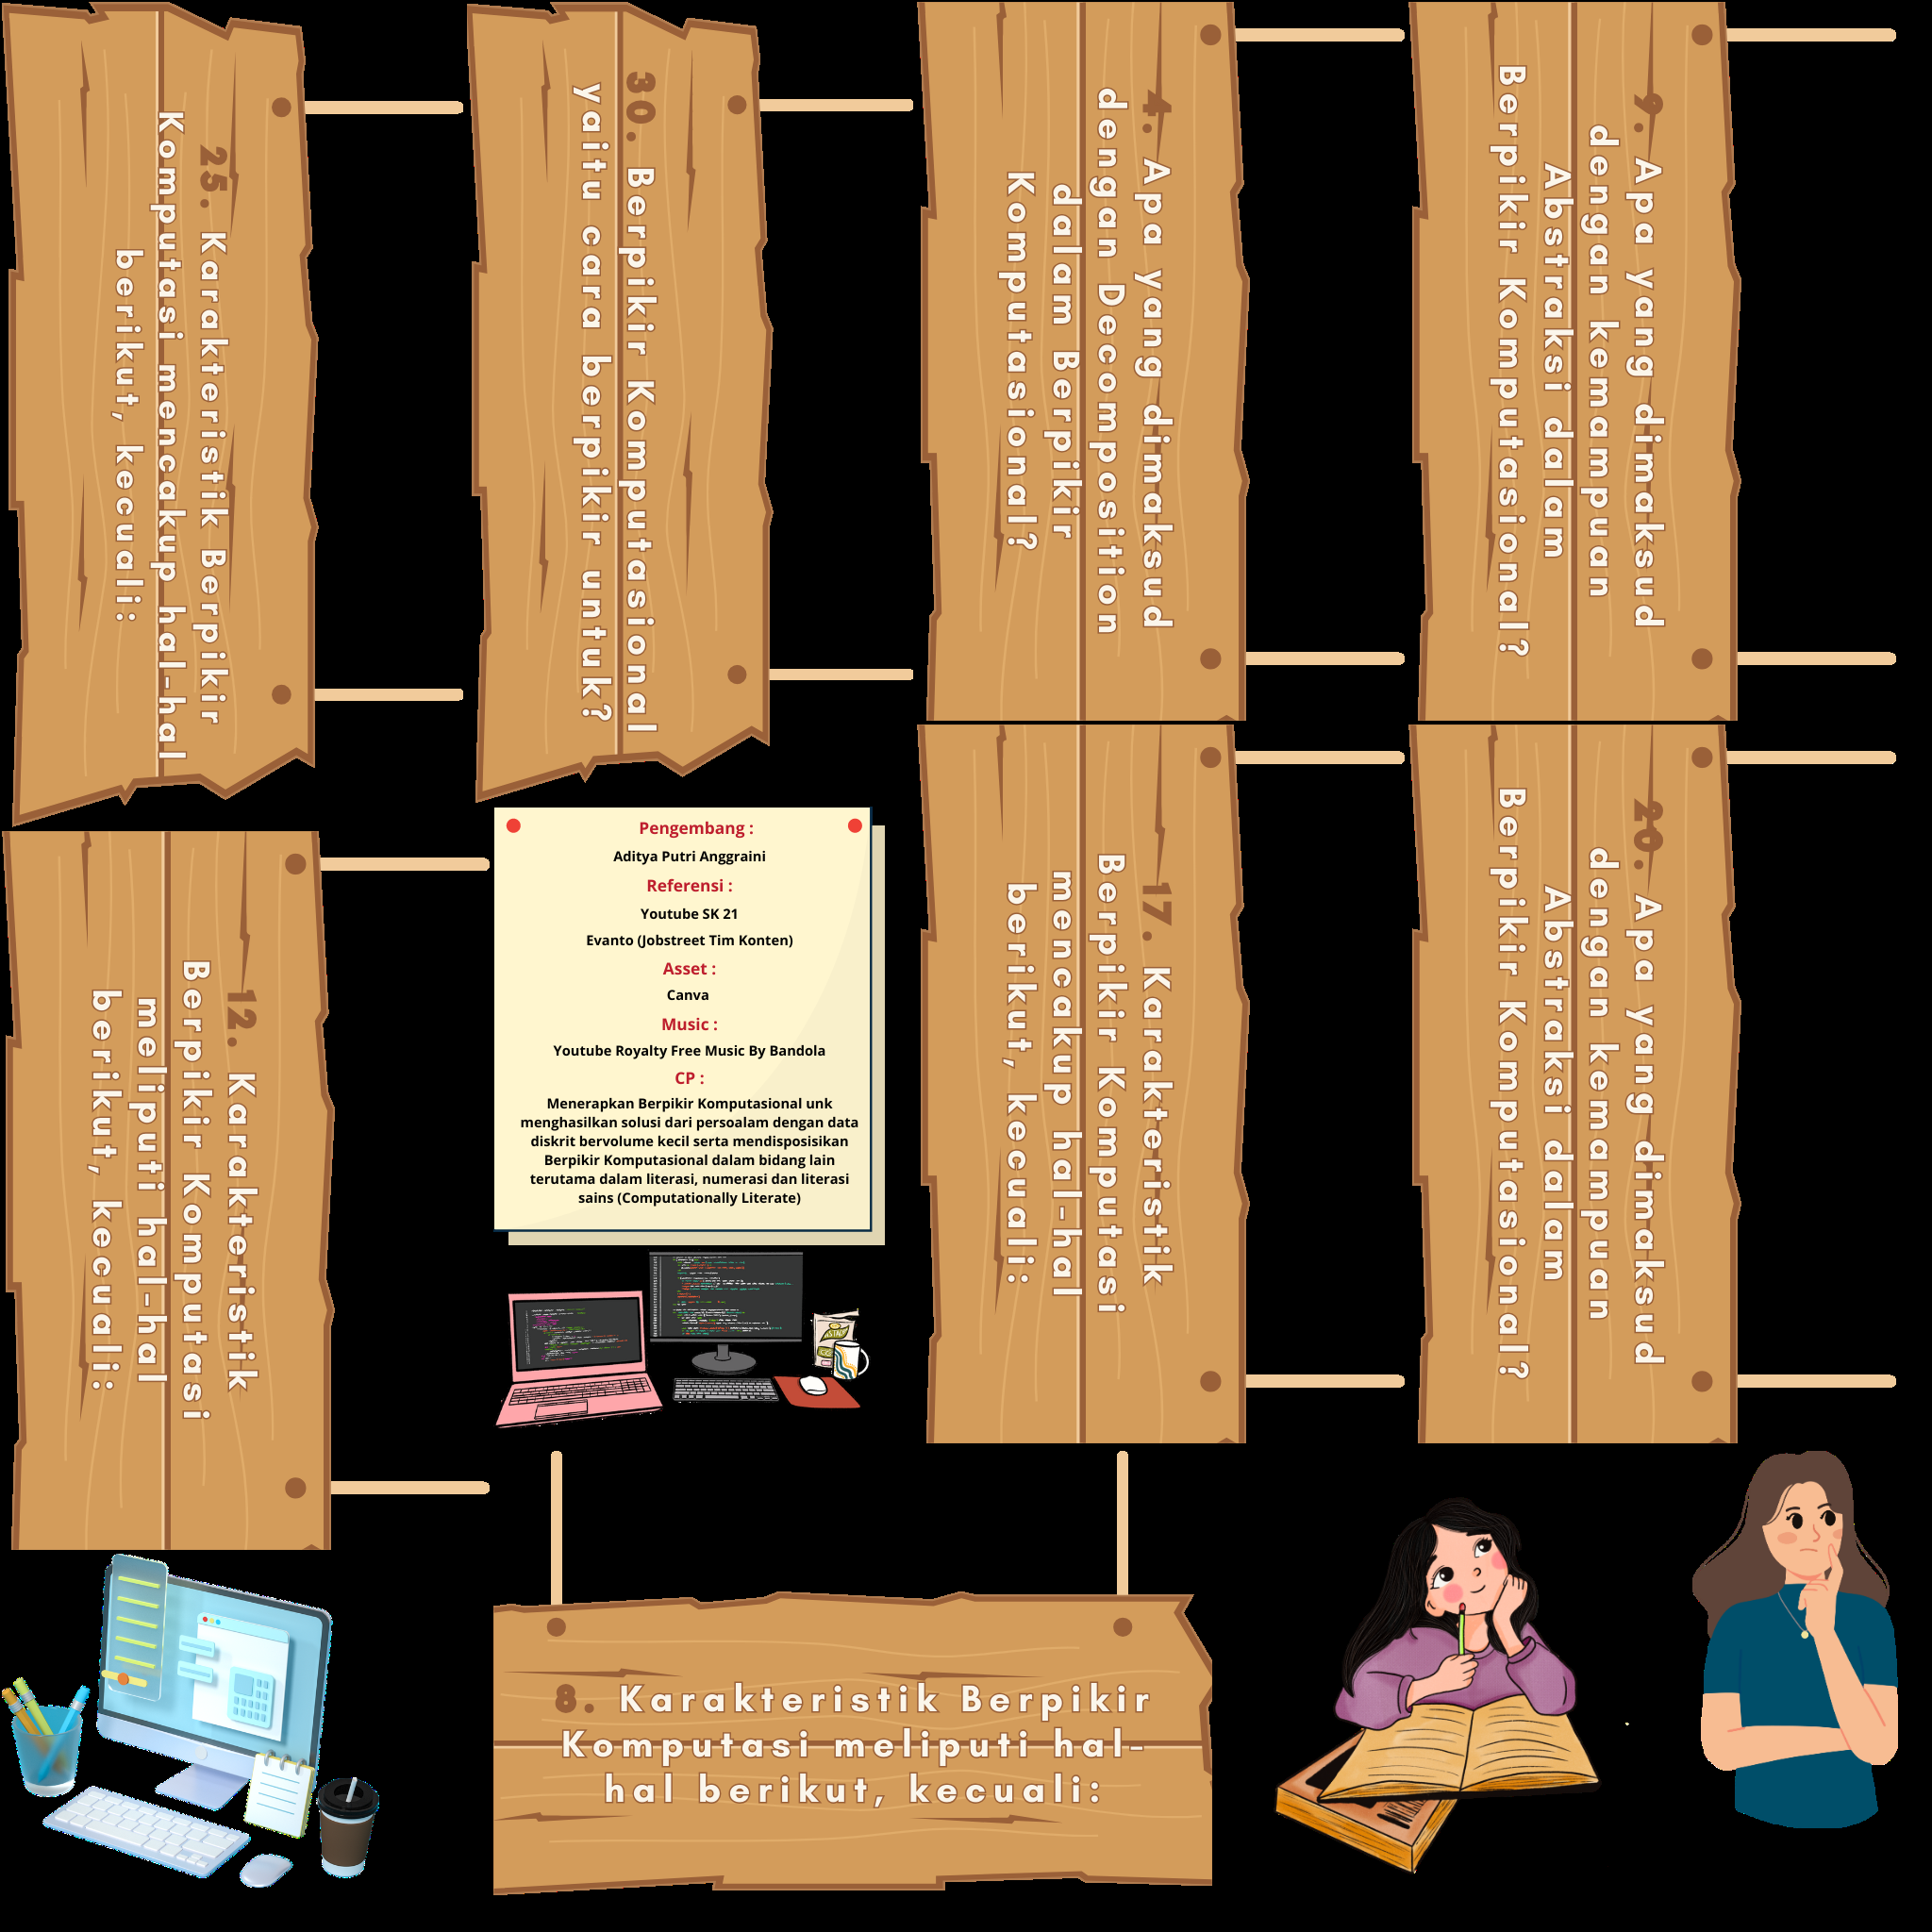 25. Karakteristik Berpikir
Komputasi mencakup hal-hal
berikut, kecuali:
30. Berpikir Komputasional
yaitu cara berpikir untuk?
4. Apa yang dimaksud
dengan Decomposition
dalam Berpikir
Komputasional?
9. Apa yang dimaksud
dengan kemampuan
Abstraksi dalam
Berpikir Komputasional?
12. Karakteristik
Berpikir Komputasi
meliputi hal-hal
berikut, kecuali:
Pengembang :
Aditya Putri Anggraini
Referensi :
Youtube SK 21
Evanto (Jobstreet Tim Konten)
Asset :
Canva
Music :
Youtube Royalty Free Music By Bandola
CP :
Menerapkan Berpikir Komputasional unk
menghasilkan solusi dari persoalam dengan data
diskrit bervolume kecil serta mendisposisikan
Berpikir Komputasional dalam bidang lain
terutama dalam literasi, numerasi dan literasi
sains (Computationally Literate)
17. Karakteristik
Berpikir Komputasi
mencakup hal-hal
berikut, kecuali:
20. Apa yang dimaksud
dengan kemampuan
Abstraksi dalam
Berpikir Komputasional?
8. Karakteristik Berpikir
Komputasi meliputi hal-
hal berikut, kecuali: